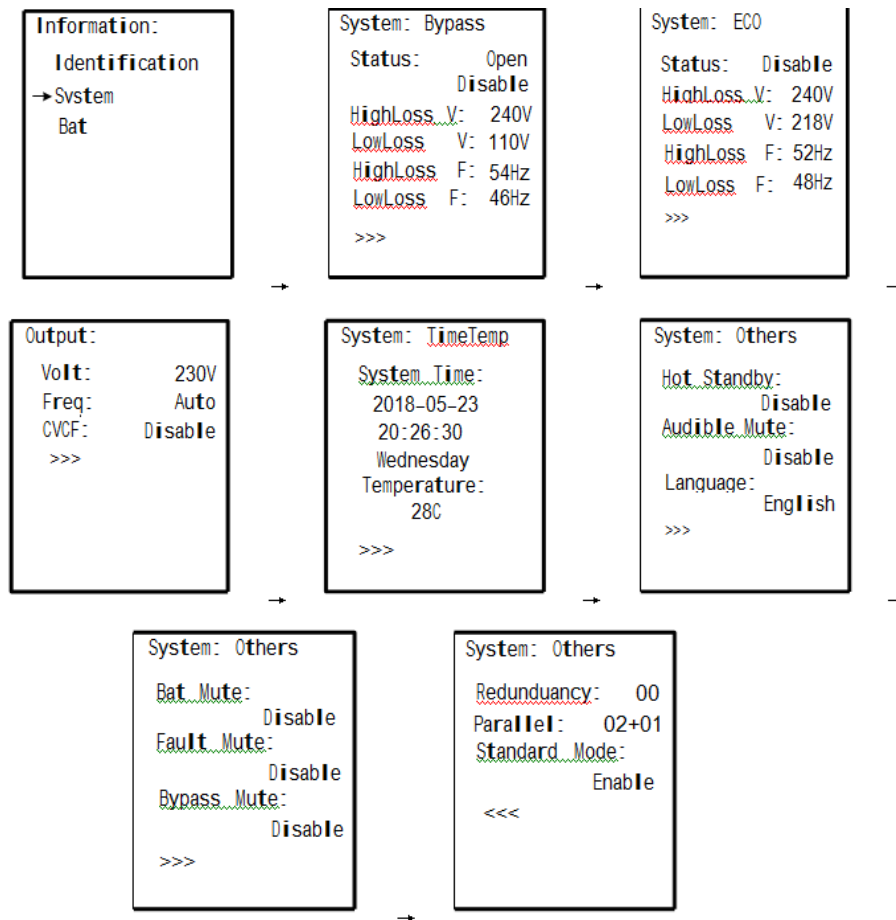 Information:
Identification
→Svstem
Bat
System: Bypass
Status: Open
Disable
HighLoss V: 240V
LowLoss V: 110V
HighLoss F: 54Hz
LowLoss F: 46Hz
>>>
System: ECO
Status: Disable
HighLoss V: 240V
LowLoss V: 218V
HighLoss F: 52Hz
LowLoss F: 48Hz
>>>
Output:
Volt: 230V
Freq: Auto
CVCF: Disable
>>>
System: TimeTemp
System Time:
2018-05-23
20:26:30
Wednesday
Temperature:
28C
>>>
System: Others
Hot Standby:
Disable
Audible Mute:
Disable
Language:
English
>>>
System: Others
Bat Mute:
Disable
Fault Mute:
Disable
Bypass Mute:
Disable
>>>
System: Others
Redunduancy: 00
Parallel: 02+01
Standard Mode:
Enable
<<<